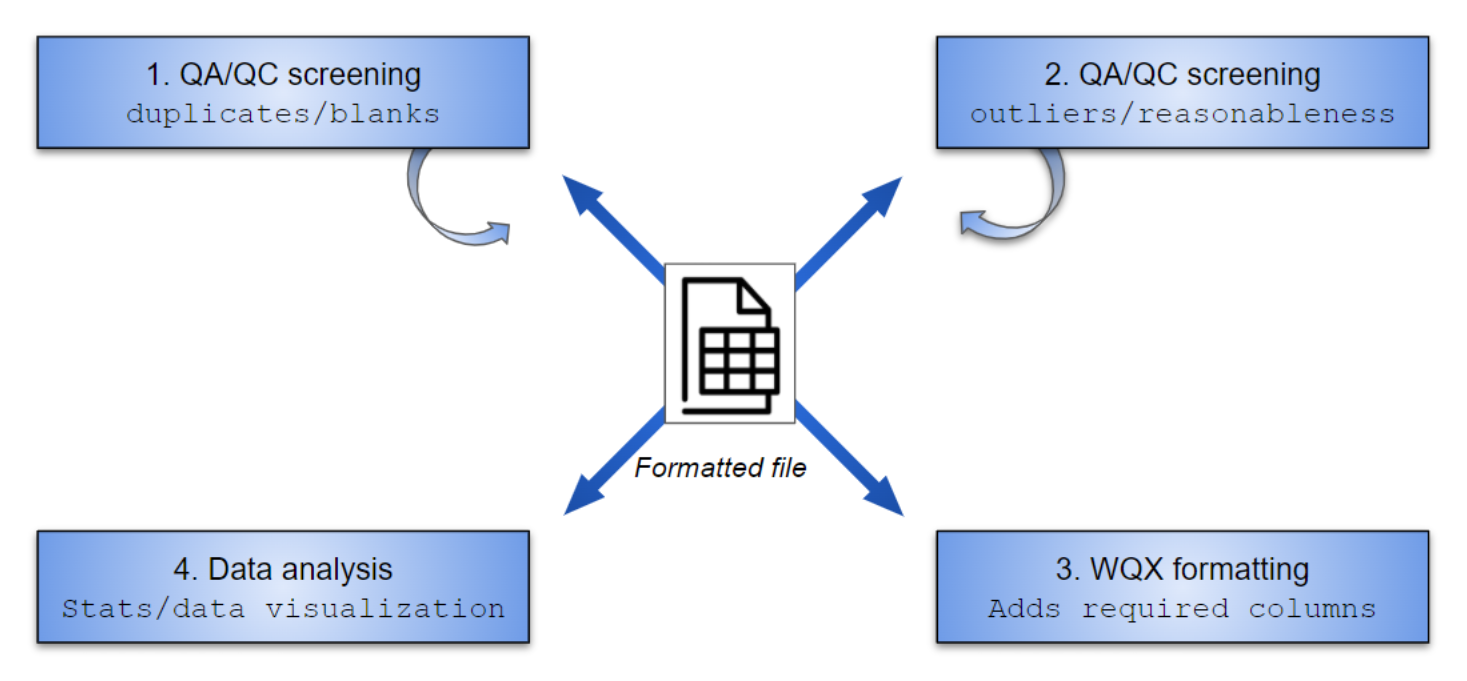 1. QA/QC screening
duplicates/blanks
2. QA/QC screening
outliers/reasonableness
Formatted file
4. Data analysis
Stats/data visualization
3. WQX formatting
Adds required columns